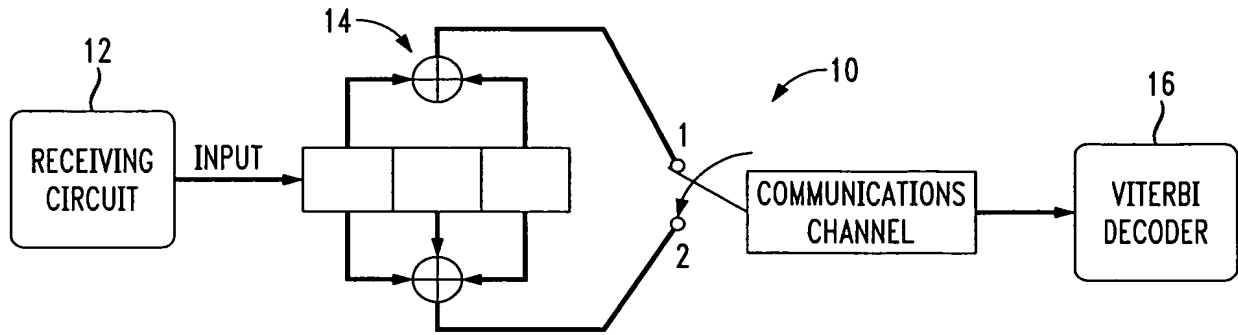 14
12
10
16
1
RECEIVING
CIRCUIT
INPUT
COMMUNICATIONS
CHANNEL
VITERBI
DECODER
2